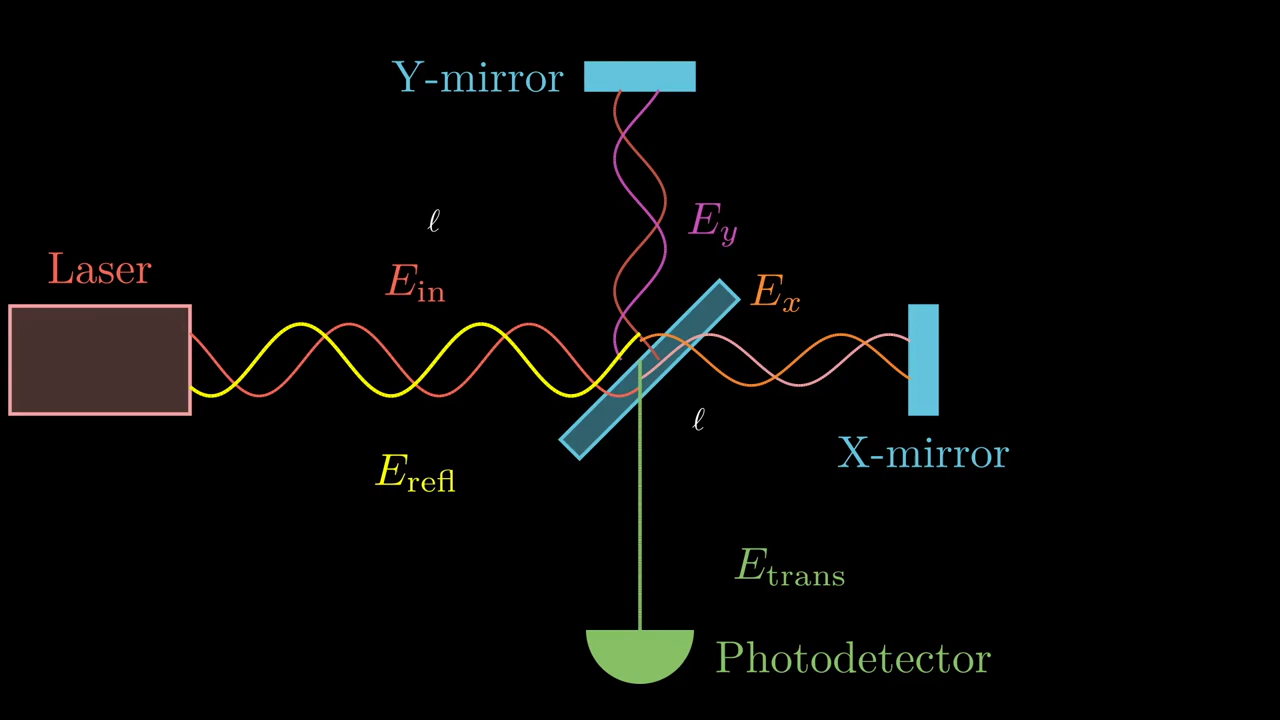 Y-mirror
ℓ
E_y
Laser
E_in
E_x
ℓ
X-mirror
E_refl
E_trans
Photodetector